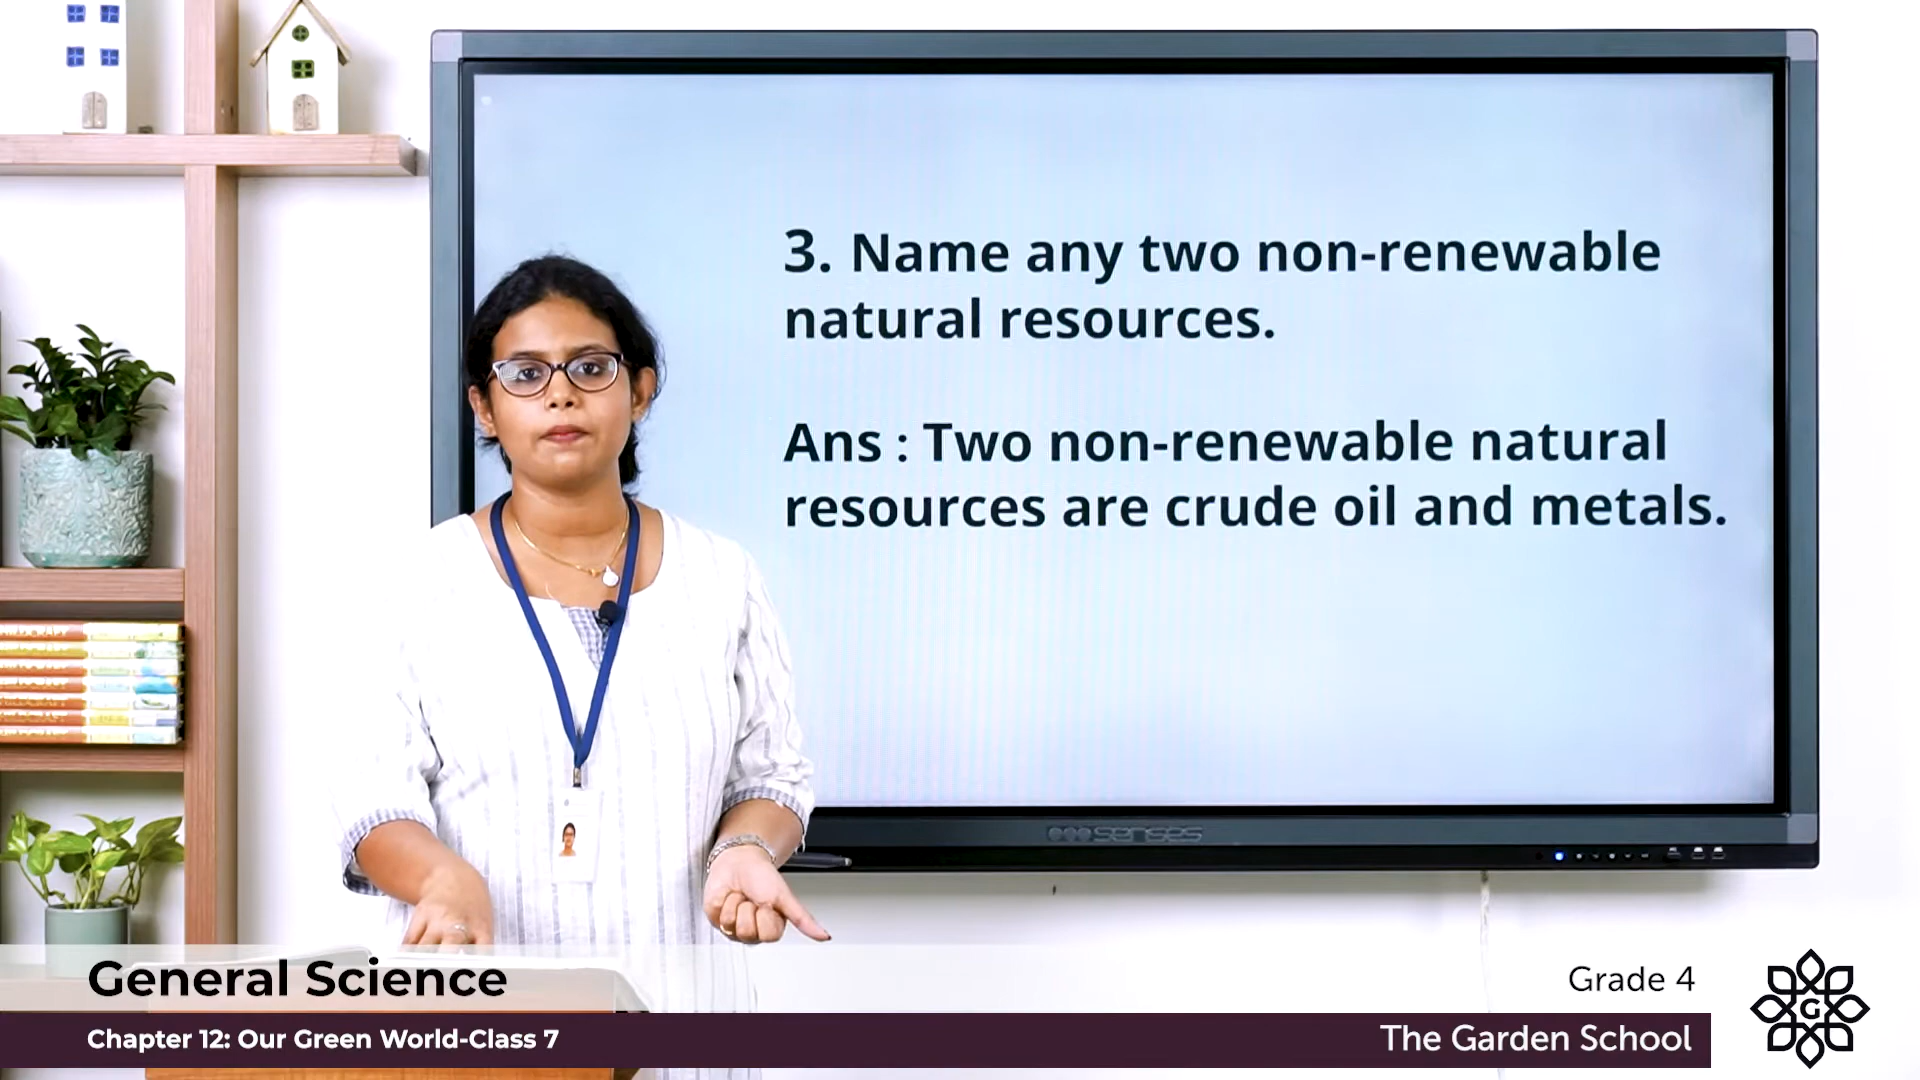 3. Name any two non-renewable
natural resources.
Ans : Two non-renewable natural
resources are crude oil and metals.
senses
General Science
Grade 4
Chapter 12: Our Green World-Class 7
The Garden School
G